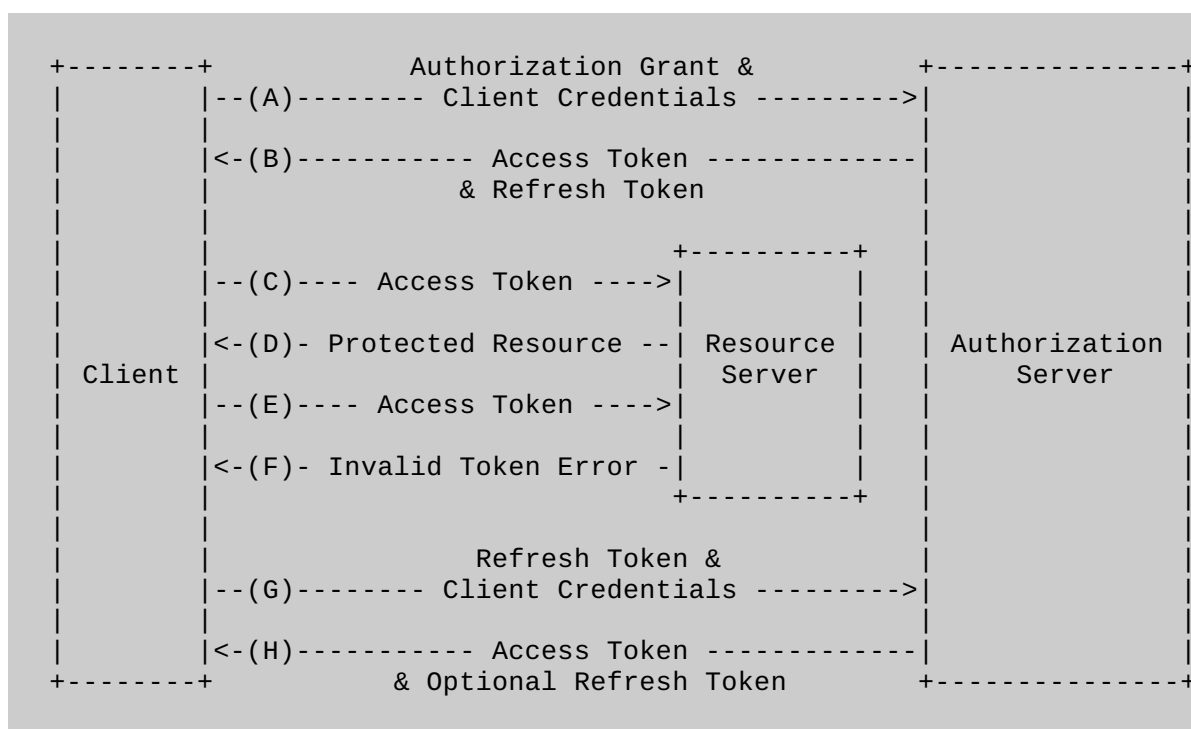 +--------+           Authorization Grant &          +---------------+
|        |--(A)-------- Client Credentials --------->|               |
|        |                                           |               |
|        |<-(B)----------- Access Token -------------|               |
|        |               & Refresh Token             |               |
|        |                                           |               |
|        |                            +----------+   |               |
|        |--(C)---- Access Token ---->|          |   |               |
|        |                            |          |   |               |
|        |<-(D)- Protected Resource --| Resource |   | Authorization |
| Client |                            |  Server  |   |     Server    |
|        |--(E)---- Access Token ---->|          |   |               |
|        |                            |          |   |               |
|        |<-(F)- Invalid Token Error -|          |   |               |
|        |                            +----------+   |               |
|        |                                           |               |
|        |                Refresh Token &            |               |
|        |--(G)-------- Client Credentials --------->|               |
|        |                                           |               |
|        |<-(H)----------- Access Token -------------|               |
+--------+           & Optional Refresh Token        +---------------+